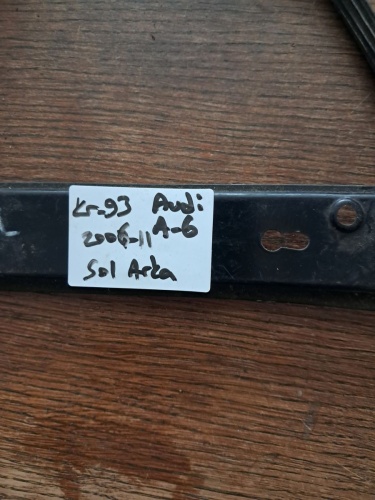 Kr-93 Audi
2006-11 A-6
Sol Arka